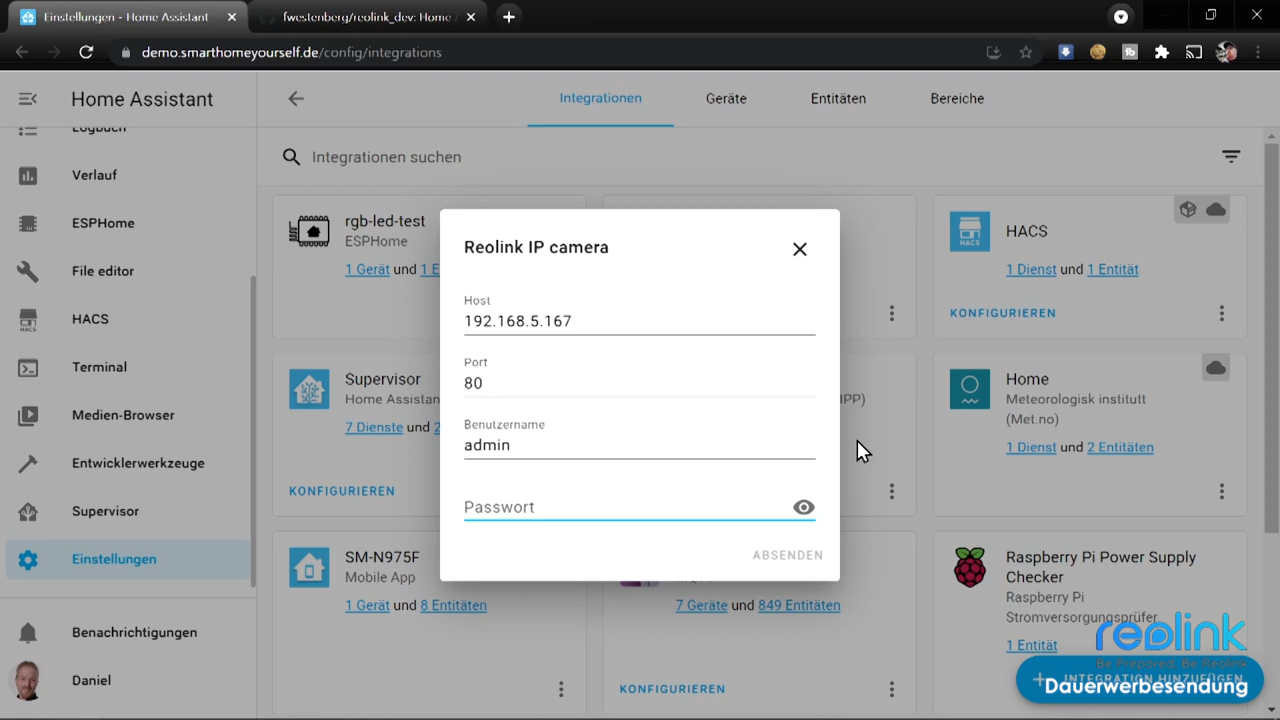 Einstellungen - Home Assistant
fwestenberg/reolink_dev: Home
demo.smarthomeyourself.de/config/integrations
Home Assistant
Integrationen
Geräte
Entitäten
Bereiche
Logbuch
Verlauf
ESPHome
File editor
HACS
HACS
Terminal
Medien-Browser
Entwicklerwerkzeuge
Supervisor
Einstellungen
Benachrichtigungen
Daniel
Integrationen suchen
rgb-led-test
ESPHome
1 Gerät und 1 E
HACS
HACS
1 Dienst und 1 Entität
KONFIGURIEREN
Reolink IP camera
Host
192.168.5.167
Port
80
Benutzername
admin
Passwort
ABSENDEN
Supervisor
Home Assistan
7 Dienste und 2
KONFIGURIEREN
IPP)
Home
Meteorologisk institutt
(Met.no)
1 Dienst und 2 Entitäten
SM-N975F
Mobile App
1 Gerät und 8 Entitäten
7 Geräte und 849 Entitäten
KONFIGURIEREN
Raspberry Pi Power Supply
Checker
Raspberry Pi
Stromversorgungsprüfer
1 Entität
reolink
Be Prepared. Be Reolink
INTEGRATION HINZUFÜGEN
Dauerwerbesendung